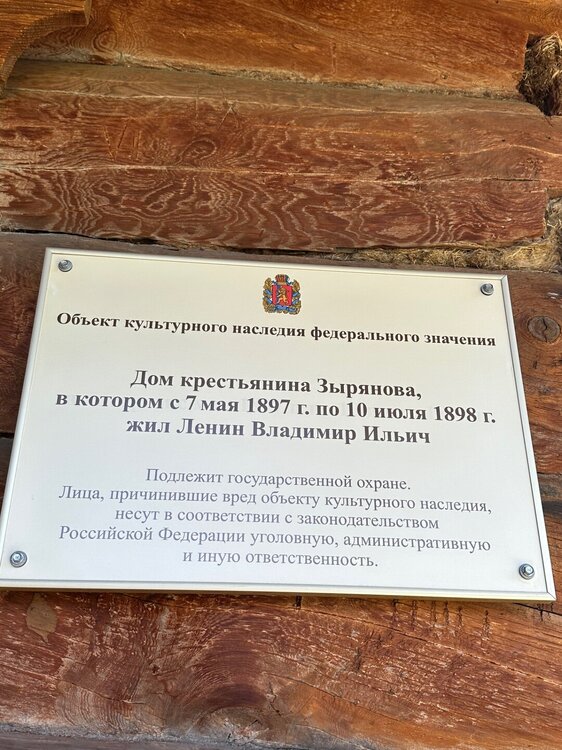 Объект культурного наследия федерального значения
Дом крестьянина Зырянова,
в котором с 7 мая 1897 г. по 10 июля 1898 г.
жил Ленин Владимир Ильич
Подлежит государственной охране.
Лица, причинившие вред объекту культурного наследия,
несут в соответствии с законодательством
Российской Федерации уголовную, административную
и иную ответственность.